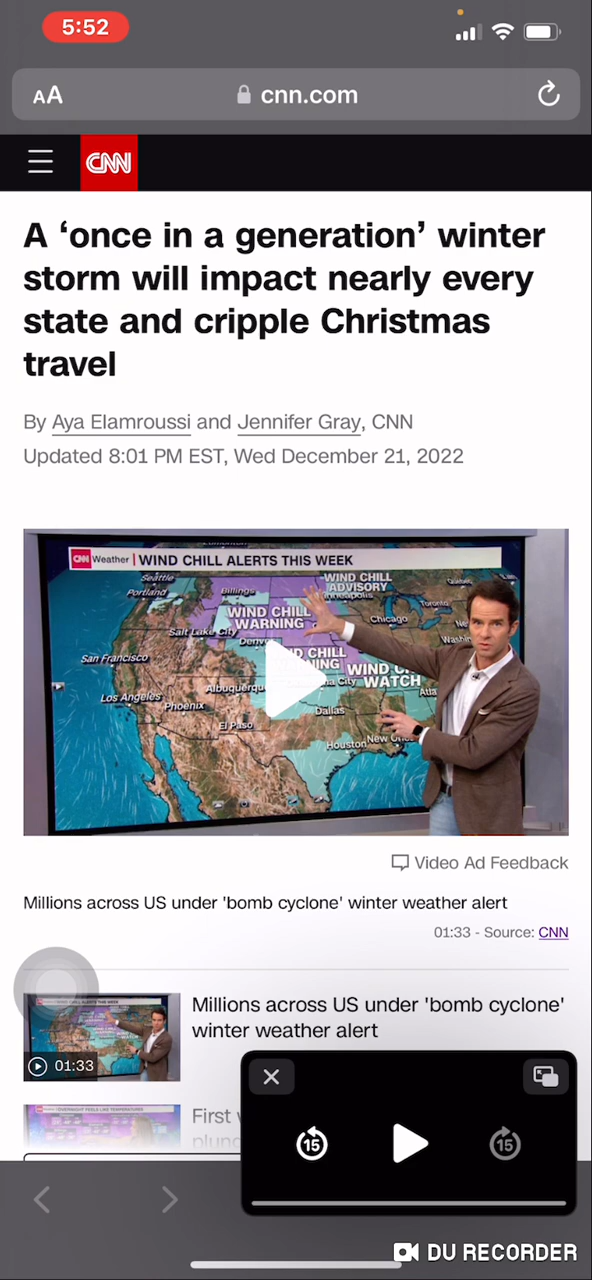 5:52
AA cnn.com
CNN
A ‘once in a generation’ winter
storm will impact nearly every
state and cripple Christmas
travel
By Aya Elamroussi and Jennifer Gray, CNN
Updated 8:01 PM EST, Wed December 21, 2022
CNN Weather | WIND CHILL ALERTS THIS WEEK
Seattle
WIND CHILL
ADVISORY
Portland
Billings
Toronto
WIND CHILL
WARNING
Chicago
Salt Lake City
San Francisco
WATCH
Los Angeles
Phoenix
Dallas
El Paso
Houston
Video Ad Feedback
Millions across US under 'bomb cyclone' winter weather alert
01:33 - Source: CNN
Millions across US under 'bomb cyclone'
winter weather alert
01:33
First
15 15
DU RECORDER